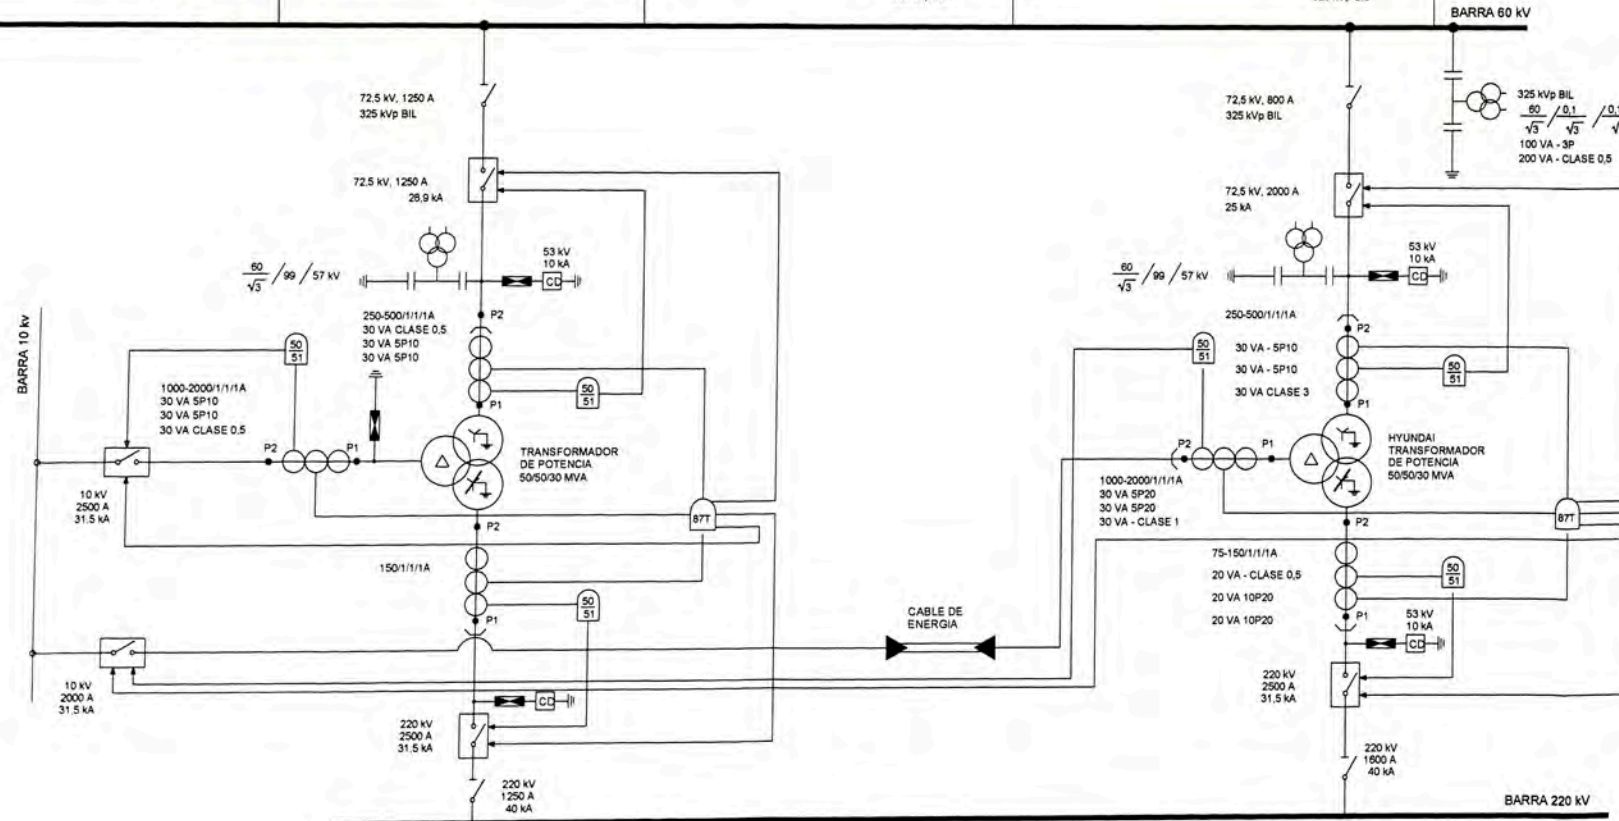 BARRA 60 kV
72,5 kV, 1250 A
325 kVp BIL
72,5 kV, 1250 A
26,9 kA
60
√3
/ 99 / 57 kV
53 kV
10 kA
CD
P2
250-500/1/1/1A
30 VA CLASE 0,5
30 VA 5P10
30 VA 5P10
50
51
P1
BARRA 10 kv
50
51
1000-2000/1/1/1A
30 VA 5P10
30 VA 5P10
30 VA CLASE 0,5
P2
P1
10 kV
2500 A
31,5 kA
TRANSFORMADOR
DE POTENCIA
50/50/30 MVA
87T
P2
150/1/1/1A
50
51
P1
10 kV
2000 A
31,5 kA
CD
220 kV
2500 A
31,5 kA
220 kV
1250 A
40 kA
CABLE DE
ENERGIA
72,5 kV, 800 A
325 kVp BIL
325 kVp BIL
60
√3
/ 0,1
√3
/
100 VA - 3P
200 VA - CLASE 0,5
72,5 kV, 2000 A
25 kA
60
√3
/ 99 / 57 kV
53 kV
10 kA
CD
250-500/1/1/1A
P2
30 VA - 5P10
30 VA - 5P10
30 VA CLASE 3
50
51
50
51
P1
P2
P1
1000-2000/1/1/1A
30 VA 5P20
30 VA 5P20
30 VA - CLASE 1
HYUNDAI
TRANSFORMADOR
DE POTENCIA
50/50/30 MVA
87T
P2
75-150/1/1/1A
20 VA - CLASE 0,5
20 VA 10P20
20 VA 10P20
50
51
P1
53 kV
10 kA
CD
220 kV
2500 A
31,5 kA
220 kV
1600 A
40 kA
BARRA 220 kV